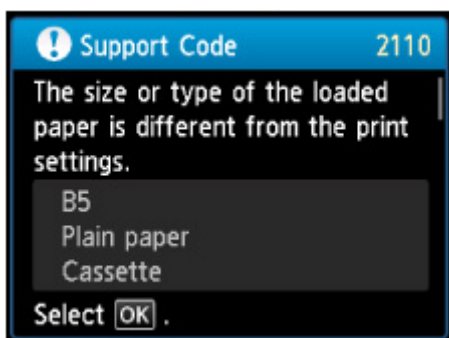 Support Code 2110
The size or type of the loaded
paper is different from the print
settings.
B5
Plain paper
Cassette
Select OK .